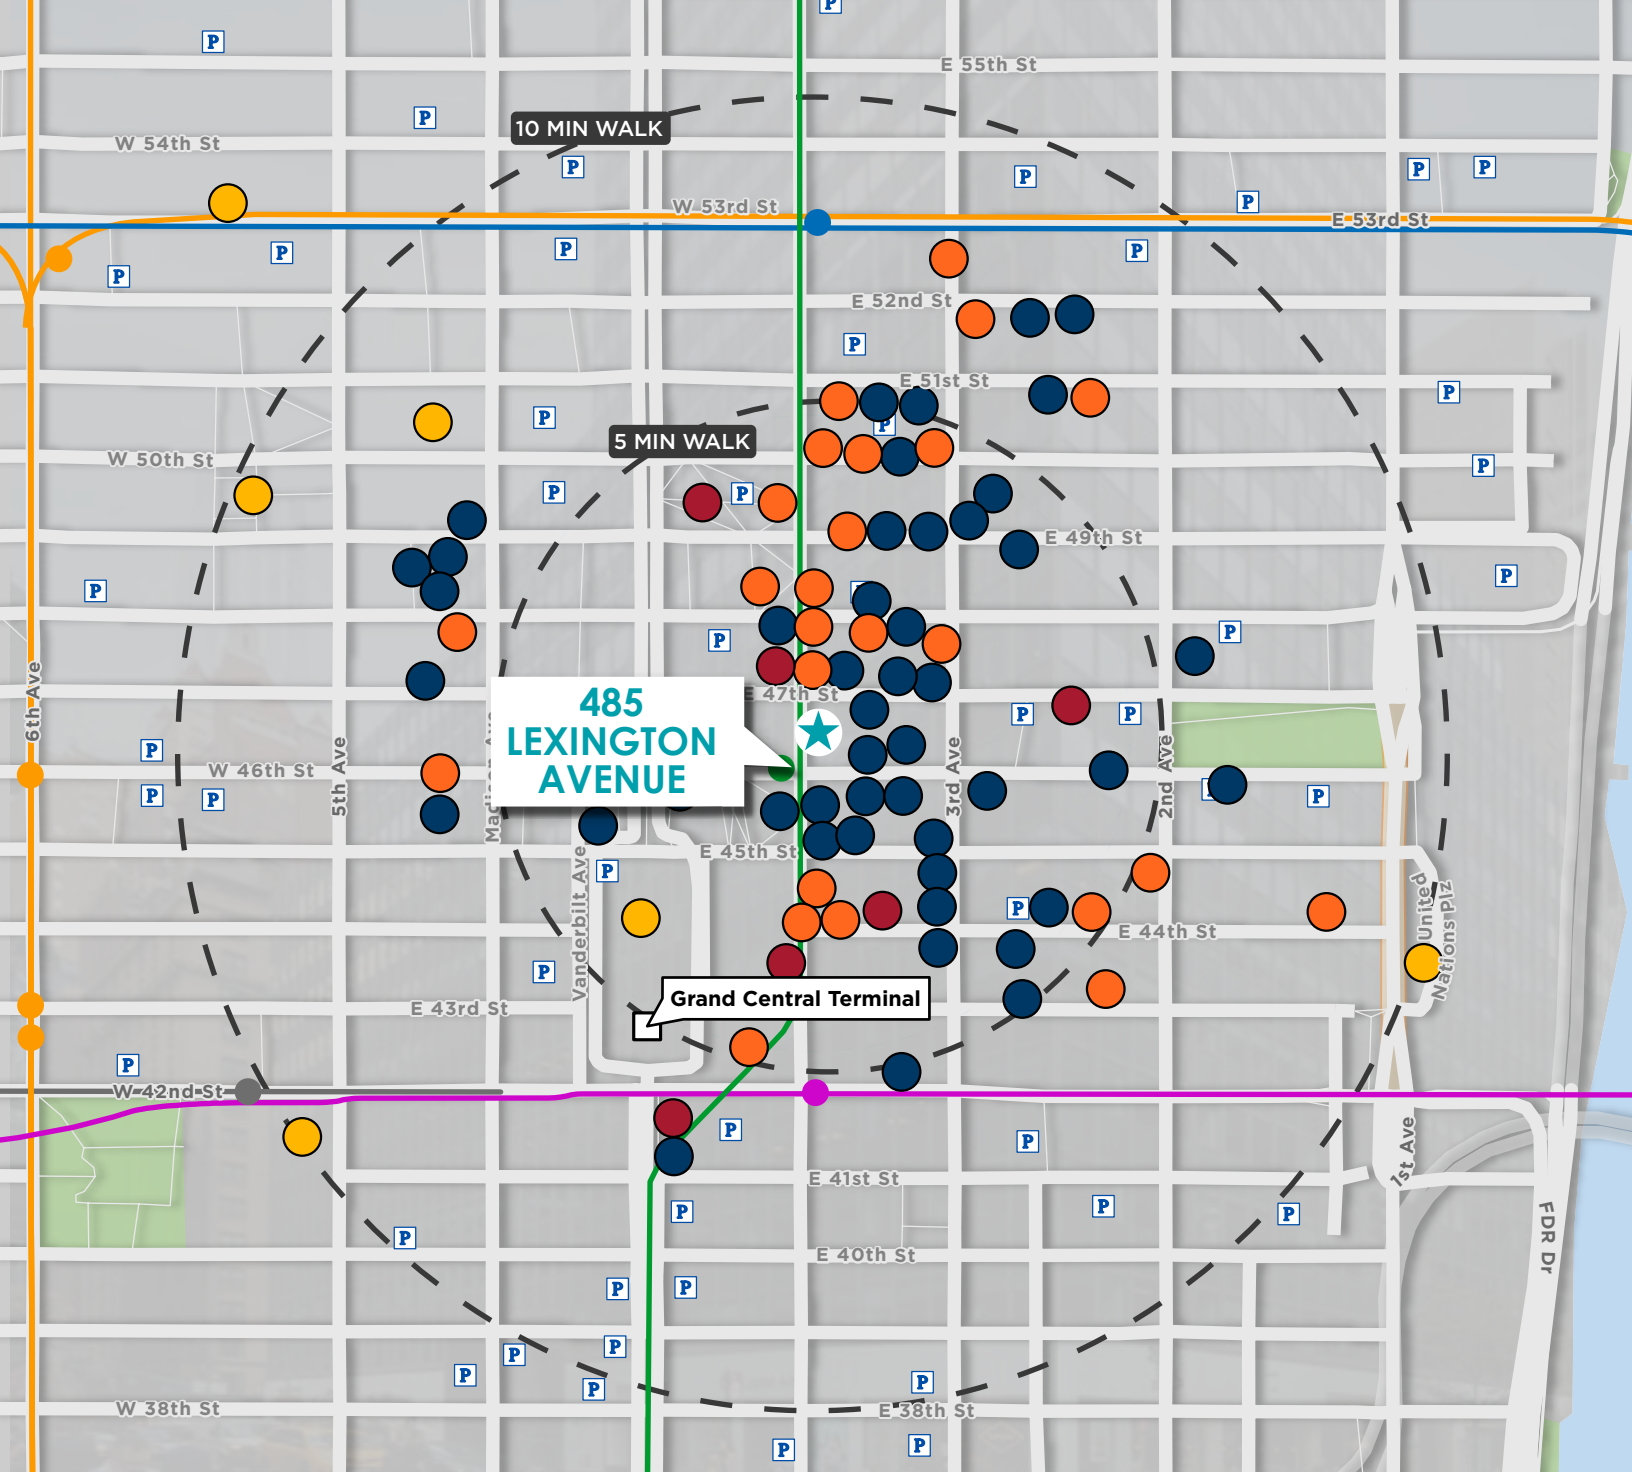 P
P
E 55th St
P
10 MIN WALK
W 54th St
P
P
P
P
P
W 53rd St
E 53rd St
P
P
P
P
E 52nd St
P
E 51st St
P
P
P
5 MIN WALK
W 50th St
P
P
P
E 49th St
P
P
P
P
6th Ave
E 47th St
485
LEXINGTON
AVENUE
P
P
P
W 46th St
5th Ave
3rd Ave
2nd Ave
P
P
P
E 45th St
Vanderbilt Ave
P
P
United
Nations Plz
E 44th St
P
Grand Central Terminal
E 43rd St
P
W 42nd St
P
P
1st Ave
E 41st St
P
P
P
P
FDR Dr
E 40th St
P
P
P
P
P
P
P
W 38th St
E 38th St
P
P